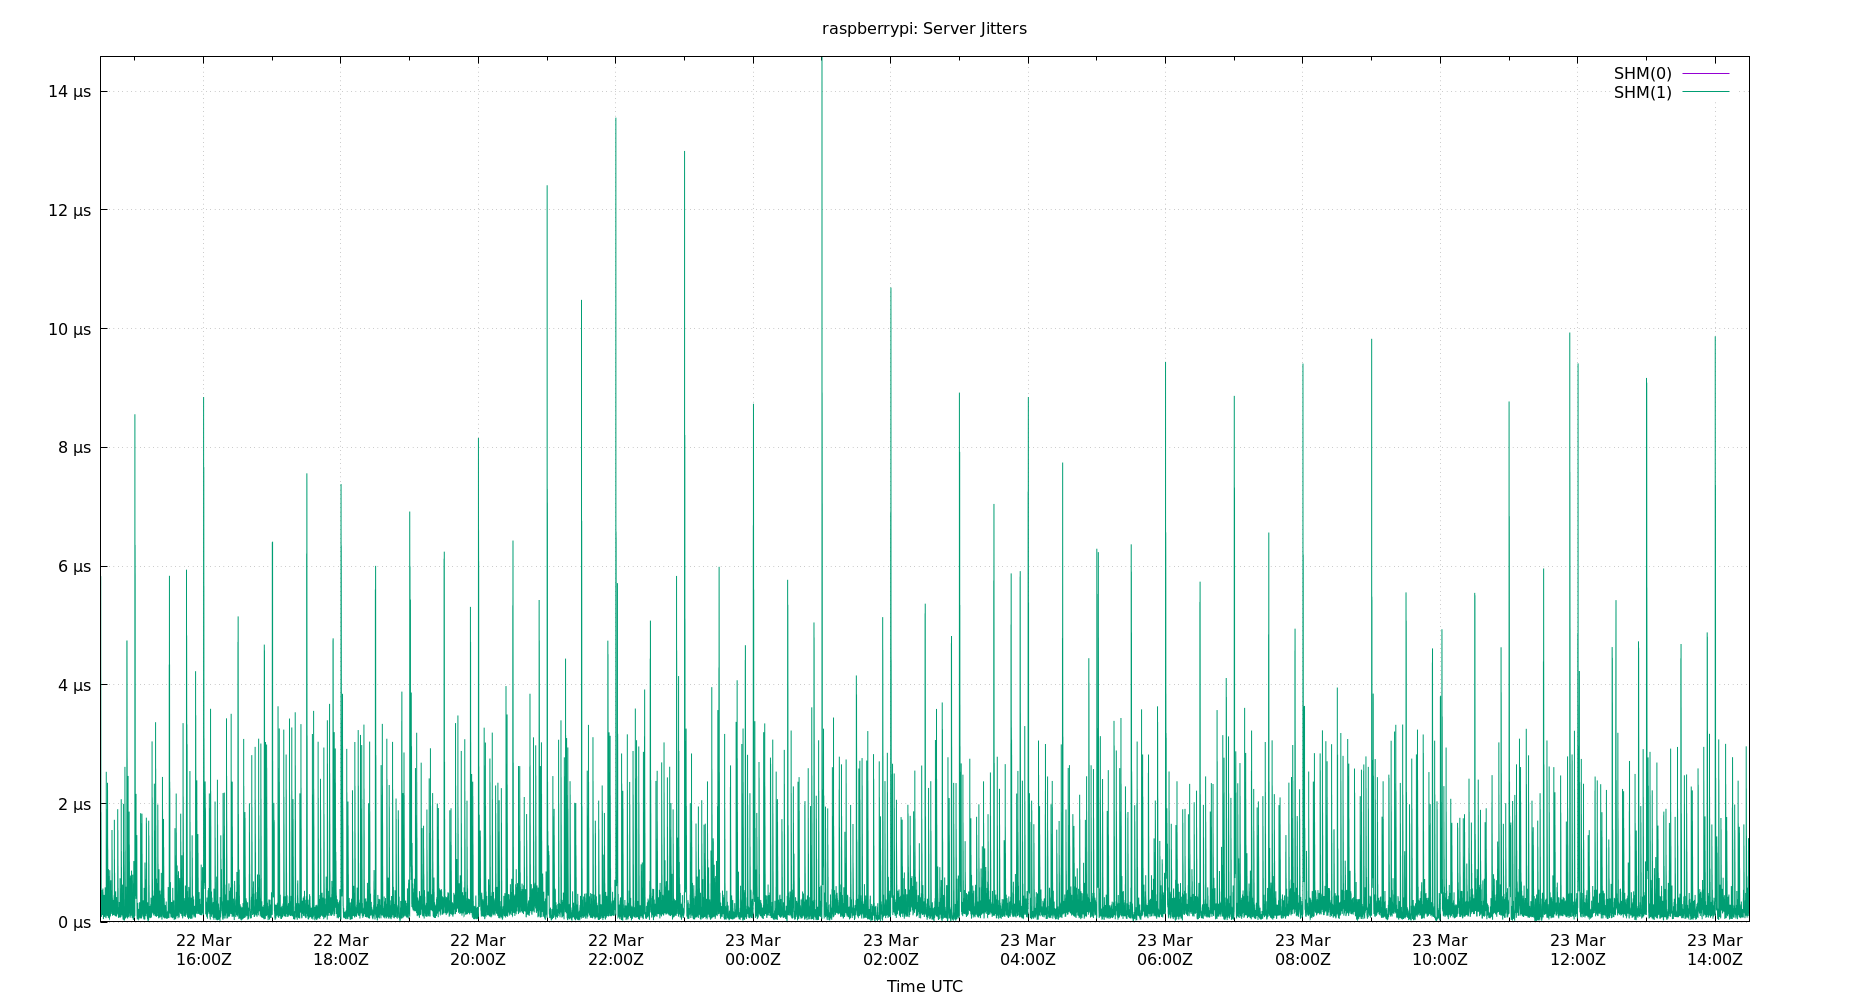 raspberrypi: Server Jitters
SHM(0)
SHM(1)
14 µs
12 µs
10 µs
8 µs
6 µs
4 µs
2 µs
0 µs
22 Mar
16:00Z
22 Mar
18:00Z
22 Mar
20:00Z
22 Mar
22:00Z
23 Mar
00:00Z
23 Mar
02:00Z
23 Mar
04:00Z
23 Mar
06:00Z
23 Mar
08:00Z
23 Mar
10:00Z
23 Mar
12:00Z
23 Mar
14:00Z
Time UTC